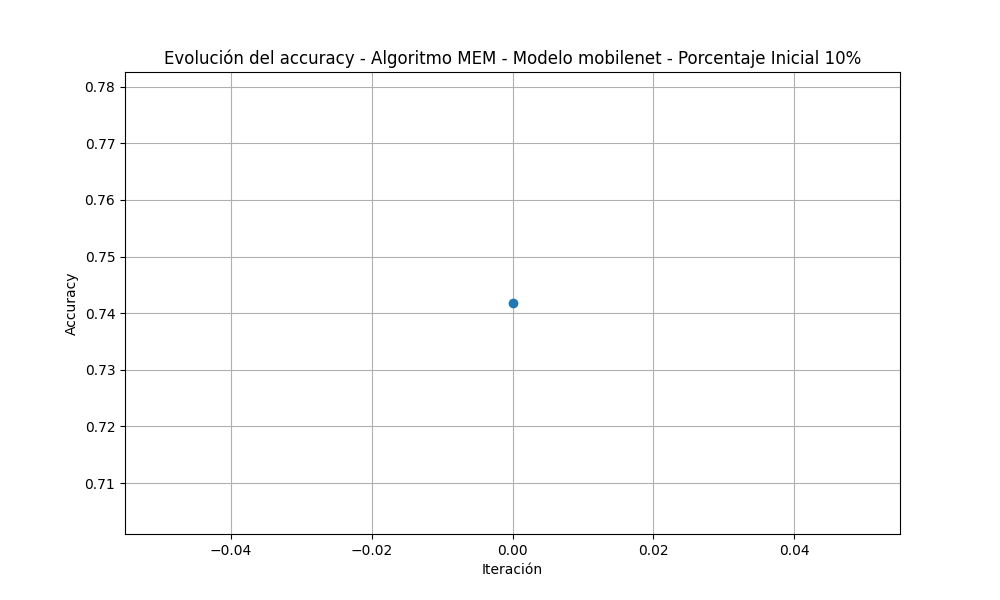 Evolución del accuracy - Algoritmo MEM - Modelo mobilenet - Porcentaje Inicial 10%
0.78
0.77
0.76
0.75
0.74
0.73
0.72
0.71
Accuracy
−0.04 −0.02 0.00 0.02 0.04
Iteración